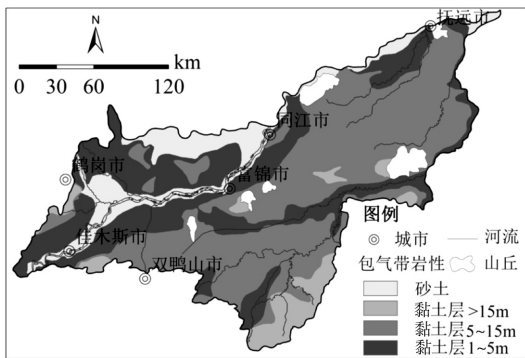 N
抚远市
km
0 30 60 120
同江市
鹤岗市
富锦市
图例
佳木斯市
城市 河流
双鸭山市
包气带岩性 山丘
砂土
黏土层>15m
黏土层5~15m
黏土层1~5m